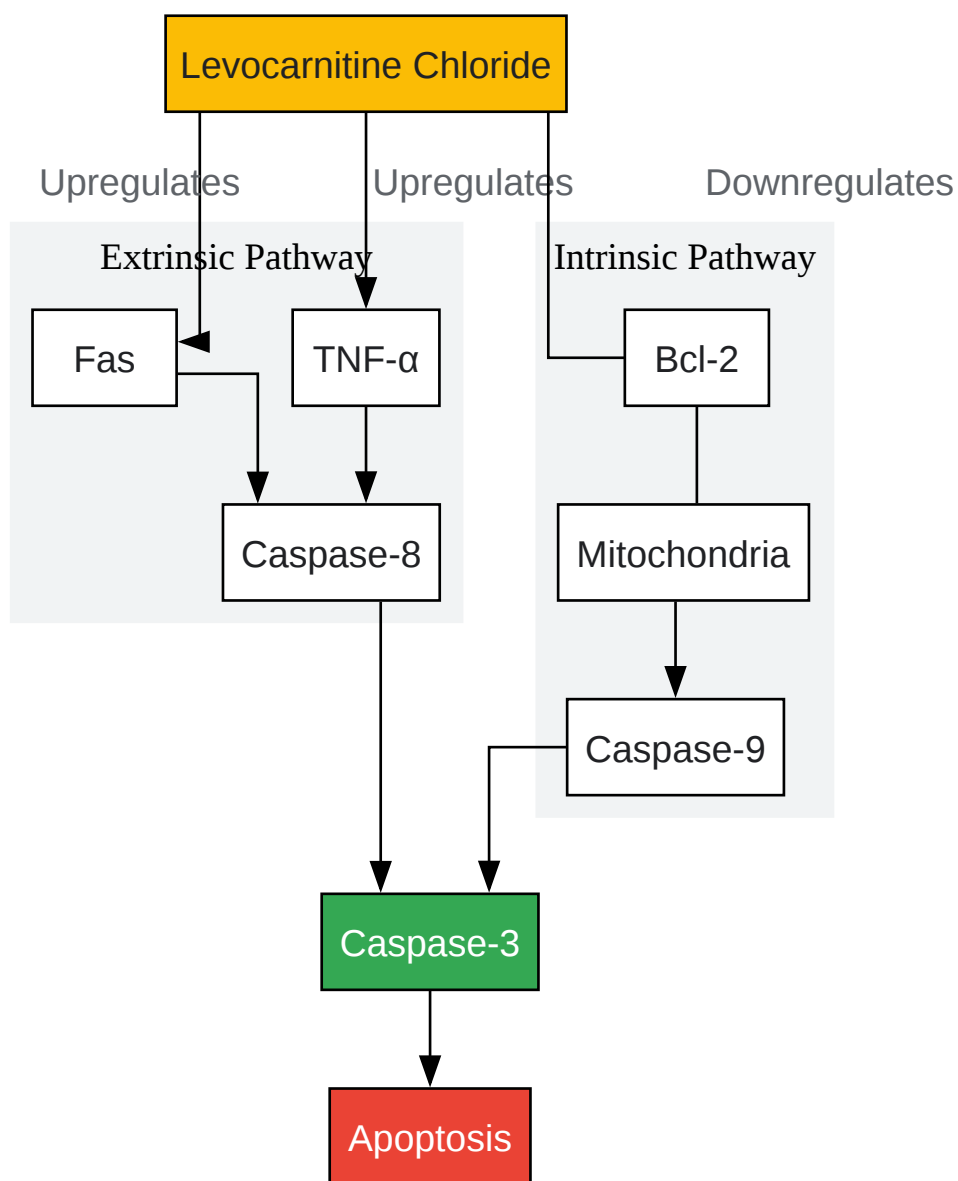 Levocarnitine Chloride
Upregulates
Upregulates
Downregulates
Extrinsic Pathway
Intrinsic Pathway
Fas
TNF-α
Bcl-2
Caspase-8
Mitochondria
Caspase-9
Caspase-3
Apoptosis